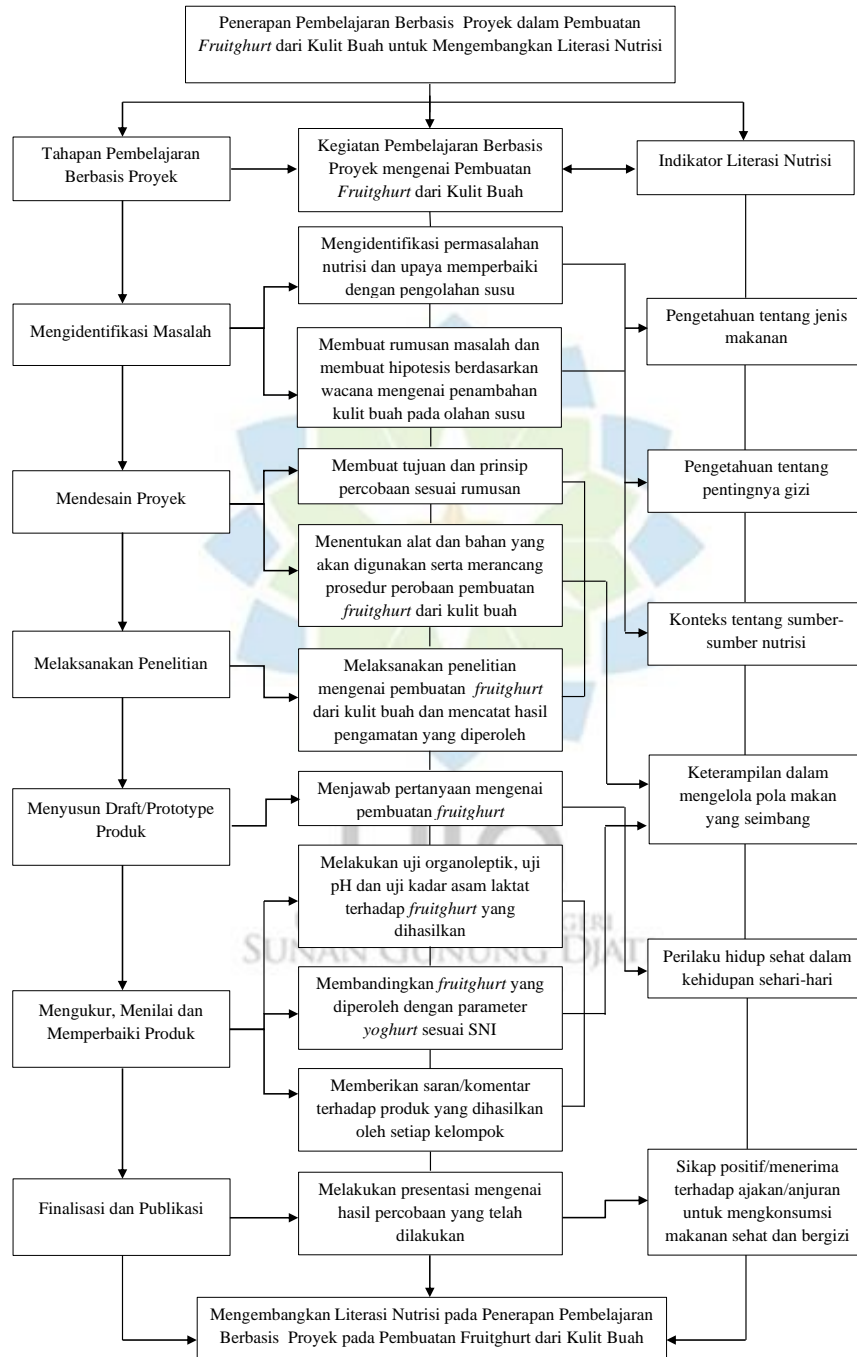 Penerapan Pembelajaran Berbasis Proyek dalam Pembuatan
Fruitghurt dari Kulit Buah untuk Mengembangkan Literasi Nutrisi
Tahapan Pembelajaran
Berbasis Proyek
Kegiatan Pembelajaran Berbasis
Proyek mengenai Pembuatan
Fruitghurt dari Kulit Buah
Indikator Literasi Nutrisi
Mengidentifikasi Masalah
Mengidentifikasi permasalahan
nutrisi dan upaya memperbaiki
dengan pengolahan susu
Membuat rumusan masalah dan
membuat hipotesis berdasarkan
wacana mengenai penambahan
kulit buah pada olahan susu
Pengetahuan tentang jenis
makanan
Mendesain Proyek
Membuat tujuan dan prinsip
percobaan sesuai rumusan
Menentukan alat dan bahan yang
akan digunakan serta merancang
prosedur perobaan pembuatan
fruitghurt dari kulit buah
Pengetahuan tentang
pentingnya gizi
Konteks tentang sumber-
sumber nutrisi
Melaksanakan Penelitian
Melaksanakan penelitian
mengenai pembuatan fruitghurt
dari kulit buah dan mencatat hasil
pengamatan yang diperoleh
Menyusun Draft/Prototype
Produk
Menjawab pertanyaan mengenai
pembuatan fruitghurt
Keterampilan dalam
mengelola pola makan
yang seimbang
Mengukur, Menilai dan
Memperbaiki Produk
Melakukan uji organoleptik, uji
pH dan uji kadar asam laktat
terhadap fruitghurt yang
dihasilkan
Membandingkan fruitghurt yang
diperoleh dengan parameter
yoghurt sesuai SNI
Memberikan saran/komentar
terhadap produk yang dihasilkan
oleh setiap kelompok
Perilaku hidup sehat dalam
kehidupan sehari-hari
Finalisasi dan Publikasi
Melakukan presentasi mengenai
hasil percobaan yang telah
dilakukan
Sikap positif/menerima
terhadap ajakan/anjuran
untuk mengkonsumsi
makanan sehat dan bergizi
Mengembangkan Literasi Nutrisi pada Penerapan Pembelajaran
Berbasis Proyek pada Pembuatan Fruitghurt dari Kulit Buah
SUNAN GUNUNG DJAT